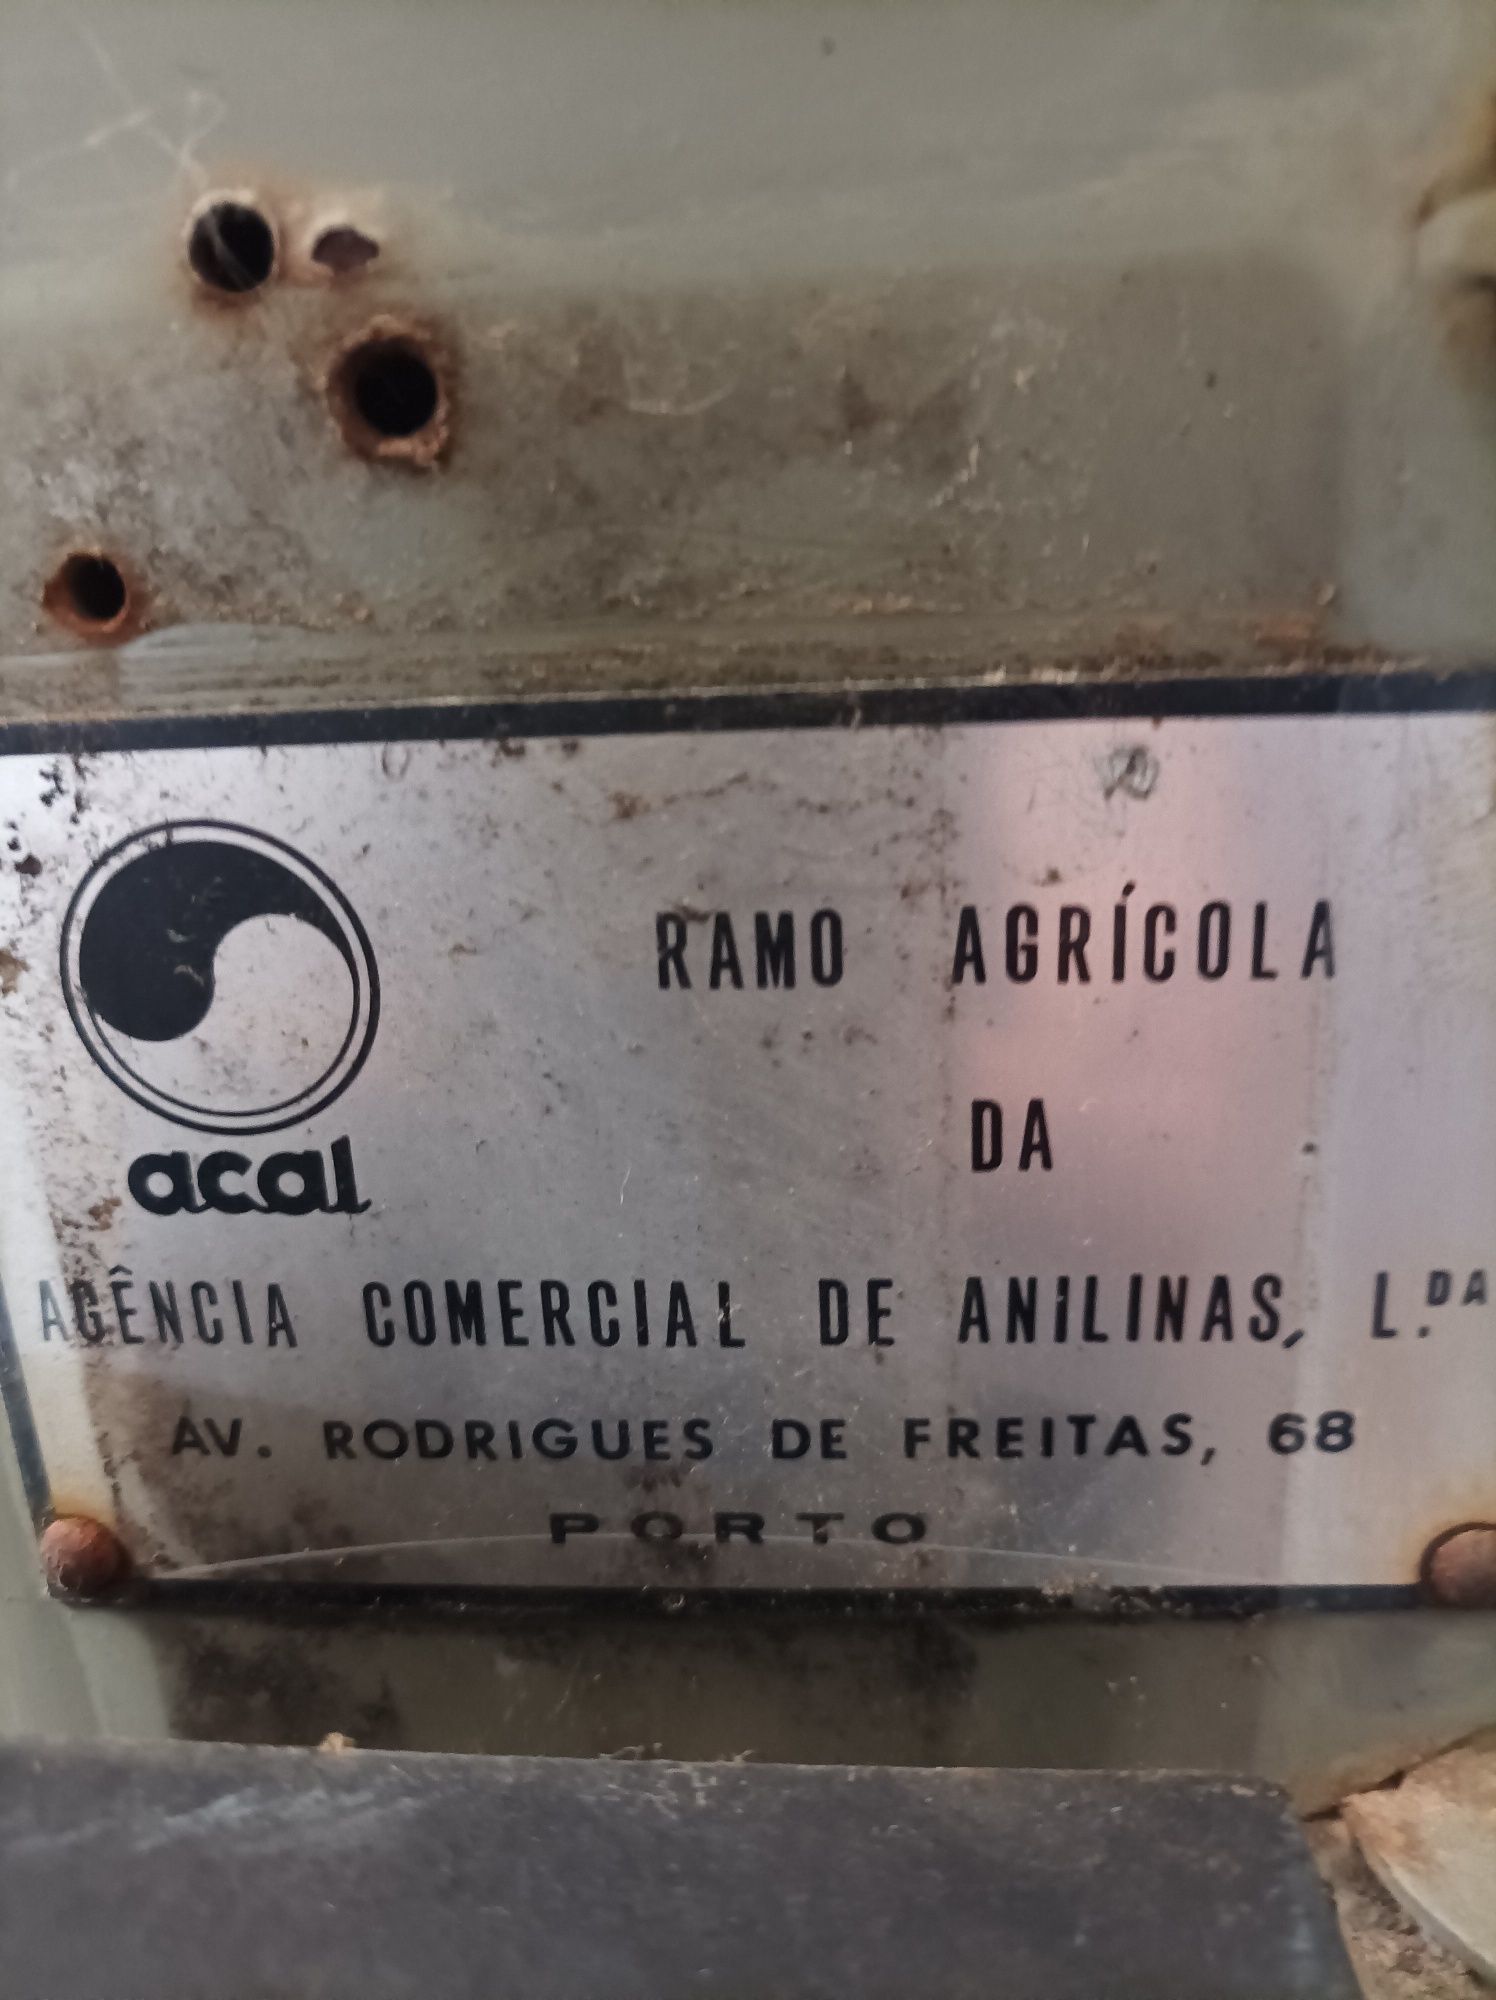 acal
RAMO AGRÍCOLA
DA
AGÊNCIA COMERCIAL DE ANILINAS, L.DA
AV. RODRIGUES DE FREITAS, 68
PORTO